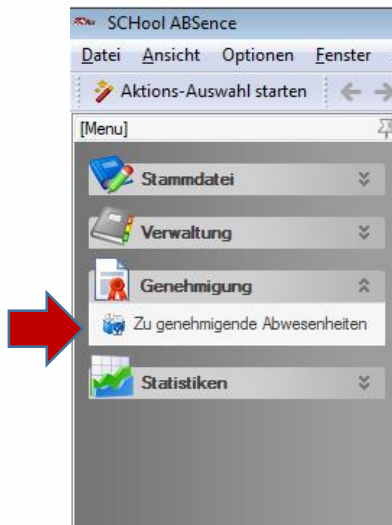 SCHool ABSence
Datei Ansicht Optionen Fenster
Aktions-Auswahl starten
[Menu]
Stammdatei
Verwaltung
Genehmigung
Zu genehmigende Abwesenheiten
Statistiken